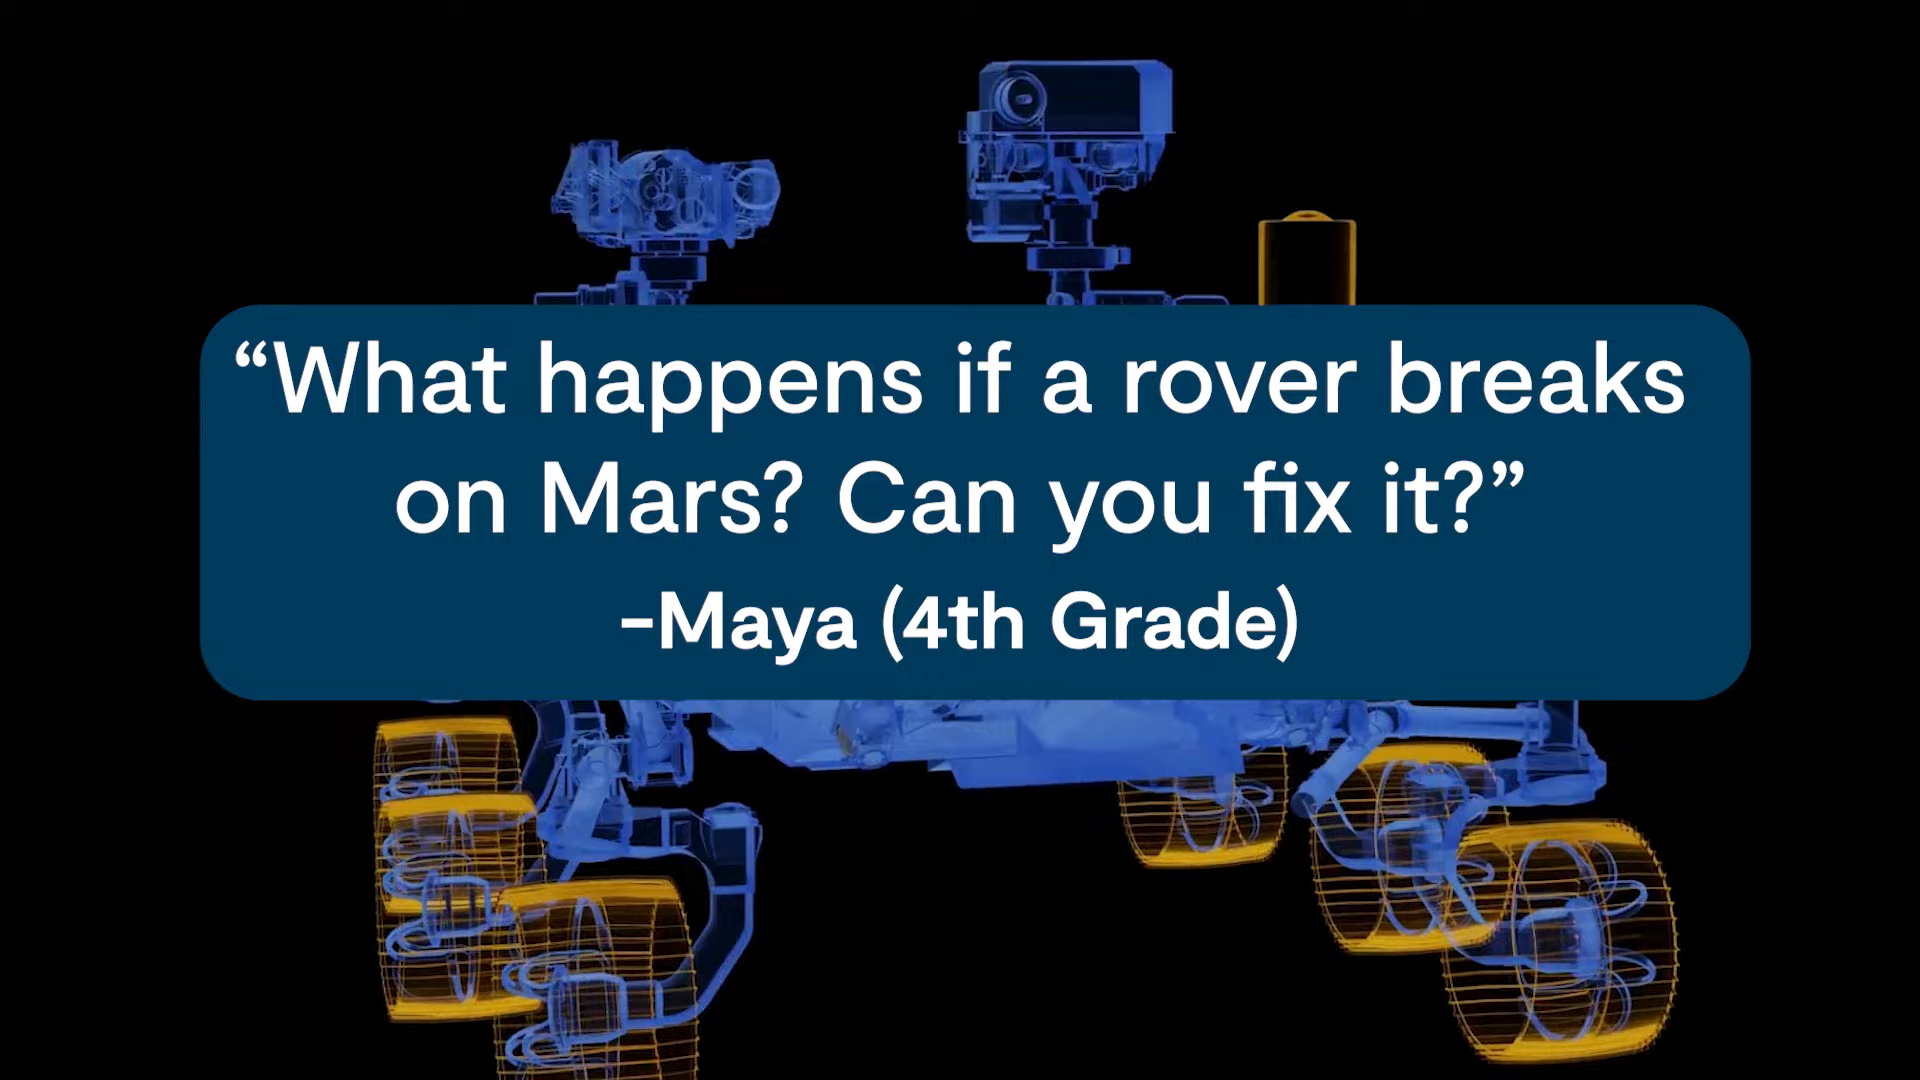 “What happens if a rover breaks
on Mars? Can you fix it?”
-Maya (4th Grade)